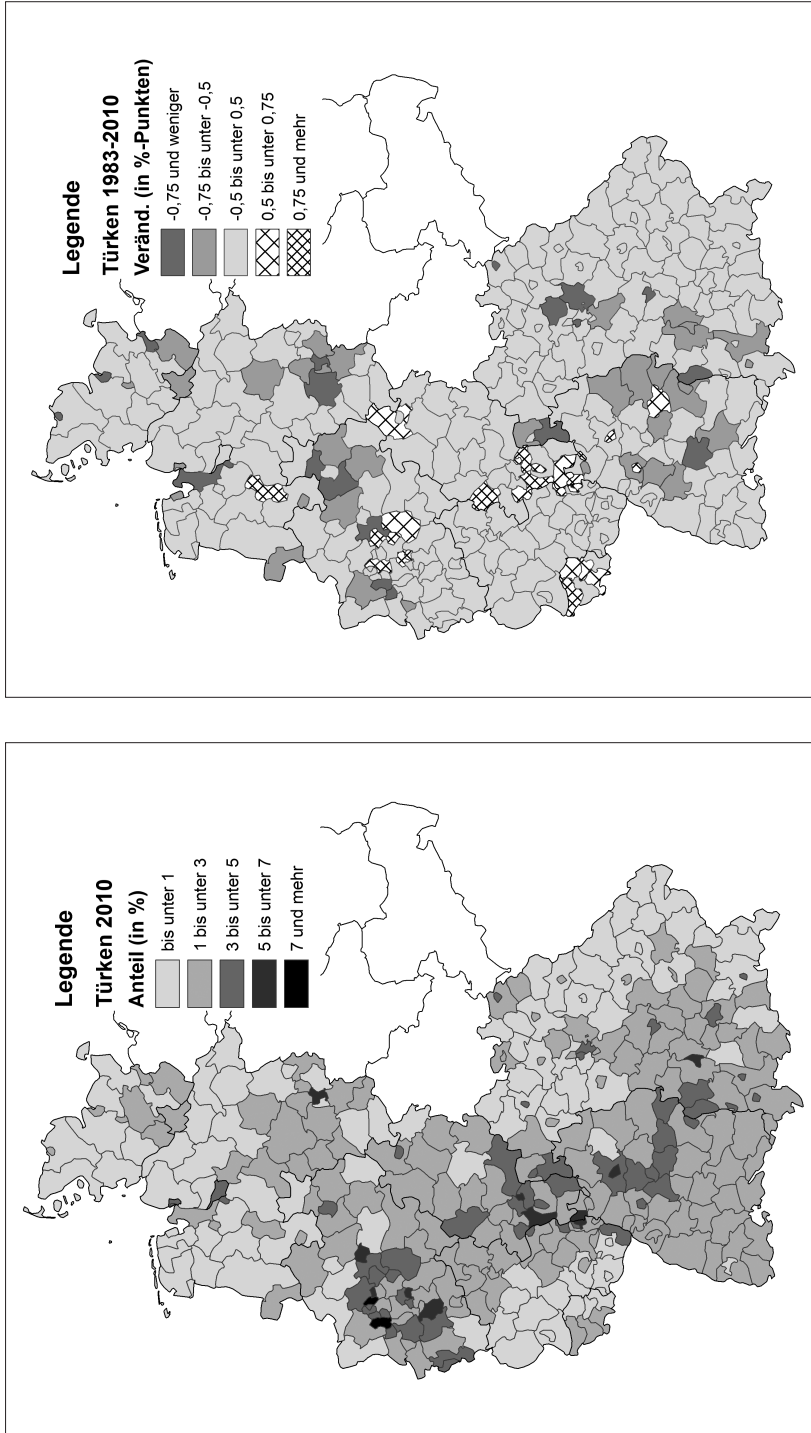 Legende
Türken 2010
Anteil (in %)
bis unter 1
1 bis unter 3
3 bis unter 5
5 bis unter 7
7 und mehr
Legende
Türken 1983-2010
Veränd. (in %-Punkten)
-0,75 und weniger
-0,75 bis unter -0,5
-0,5 bis unter 0,5
0,5 bis unter 0,75
0,75 und mehr